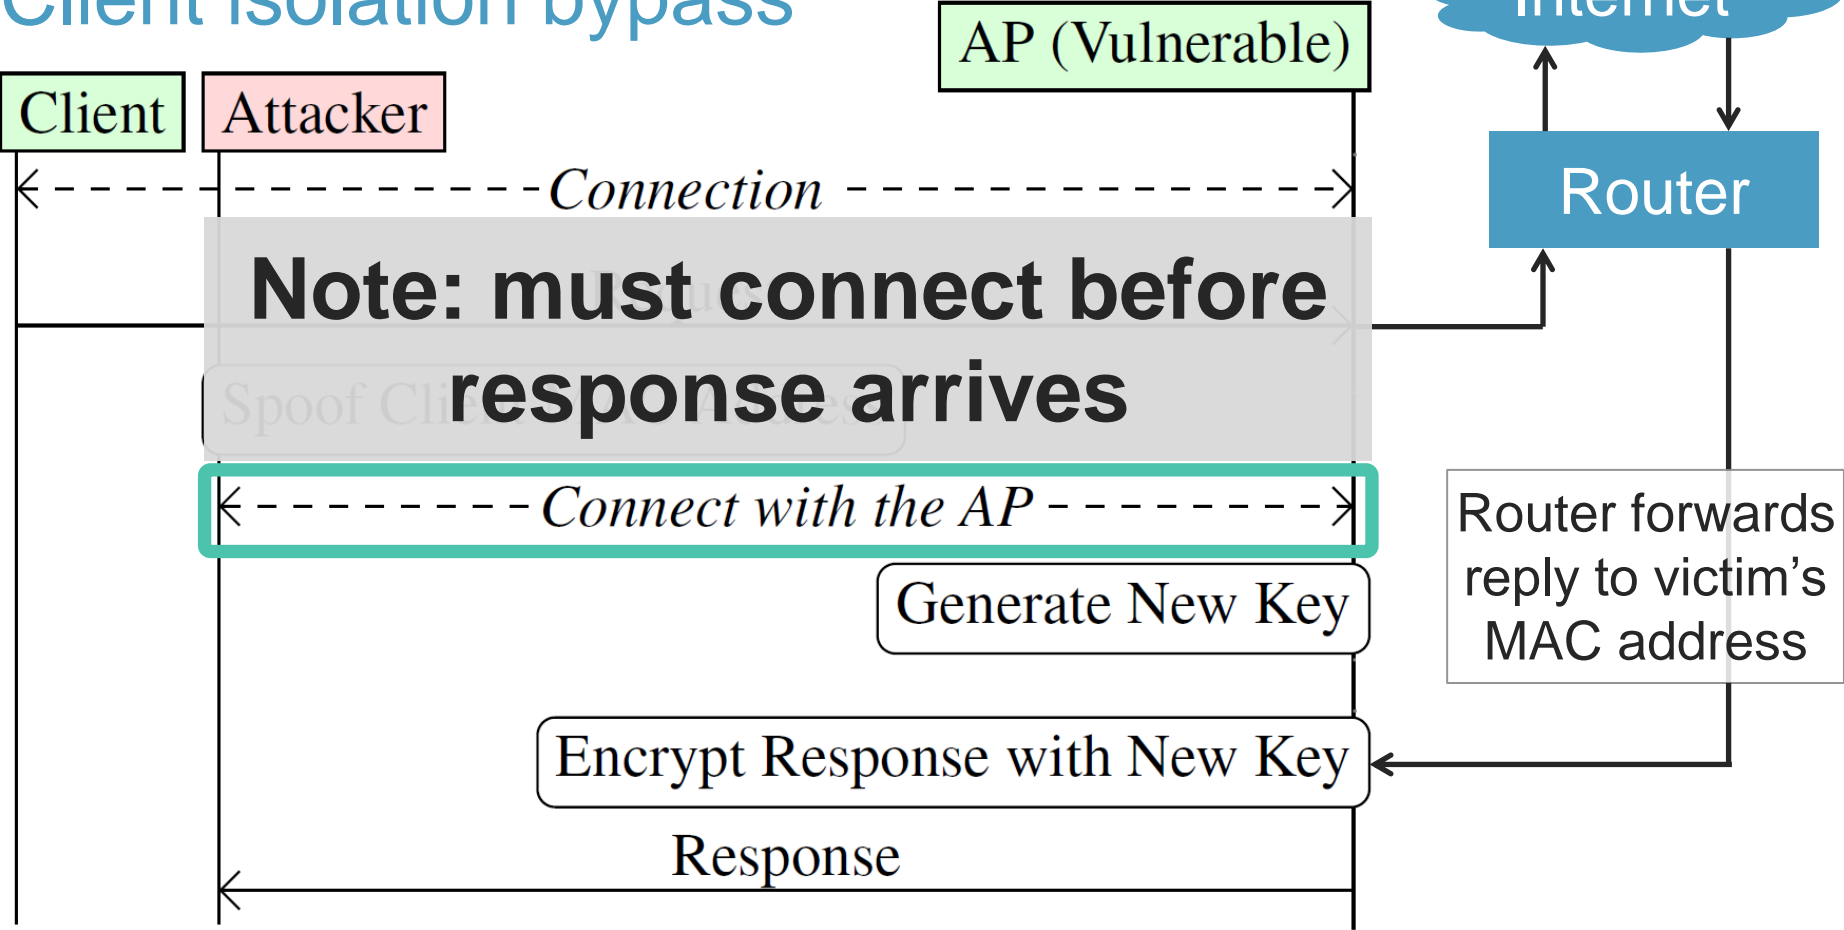 Client isolation bypass
Internet
AP (Vulnerable)
Client
Attacker
Connection
Router
Note: must connect before
response arrives
Spoof
Connect with the AP
Router forwards
reply to victim’s
MAC address
Generate New Key
Encrypt Response with New Key
Response